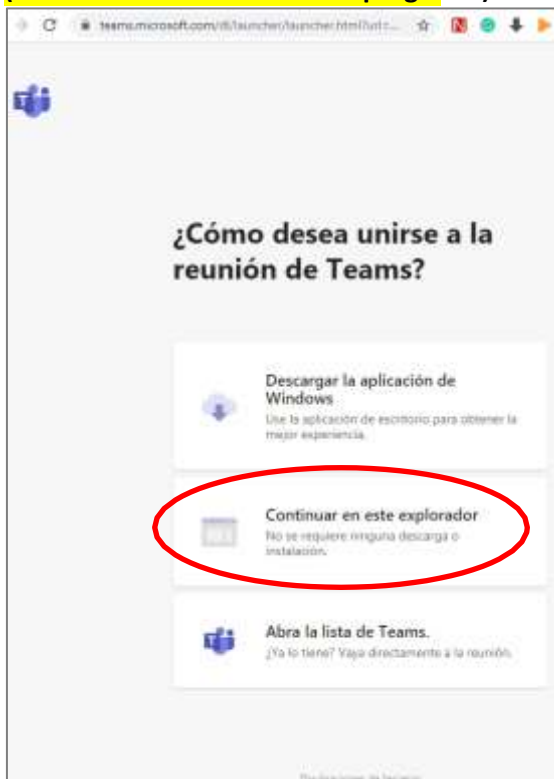 teams.microsoft.com/dl/launcher/launcher.html?url=...
¿Cómo desea unirse a la
reunión de Teams?
Descargar la aplicación de
Windows
Use la aplicación de escritorio para obtener la
mejor experiencia.
Continuar en este explorador
No se requiere ninguna descarga o
instalación.
Abra la lista de Teams.
¿Ya lo tiene? Vaya directamente a la reunión.